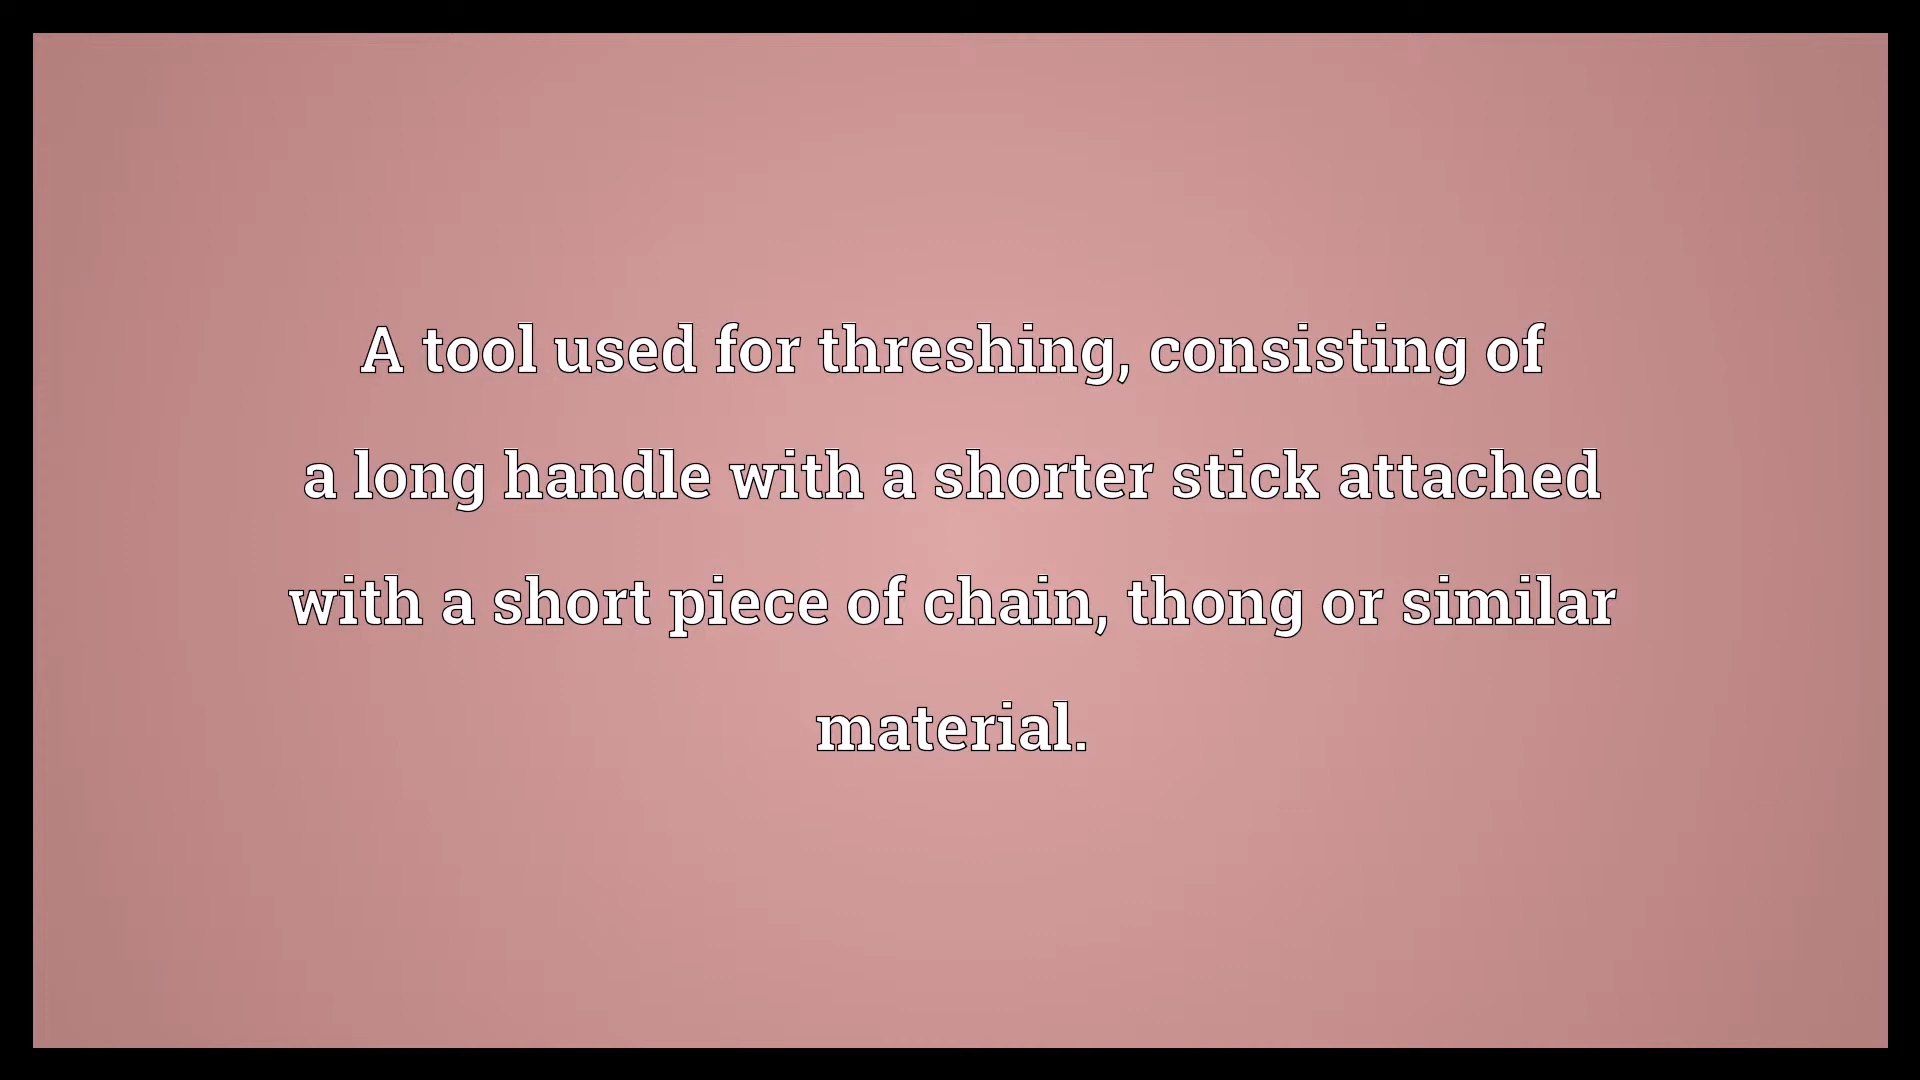 A tool used for threshing, consisting of
a long handle with a shorter stick attached
with a short piece of chain, thong or similar
material.